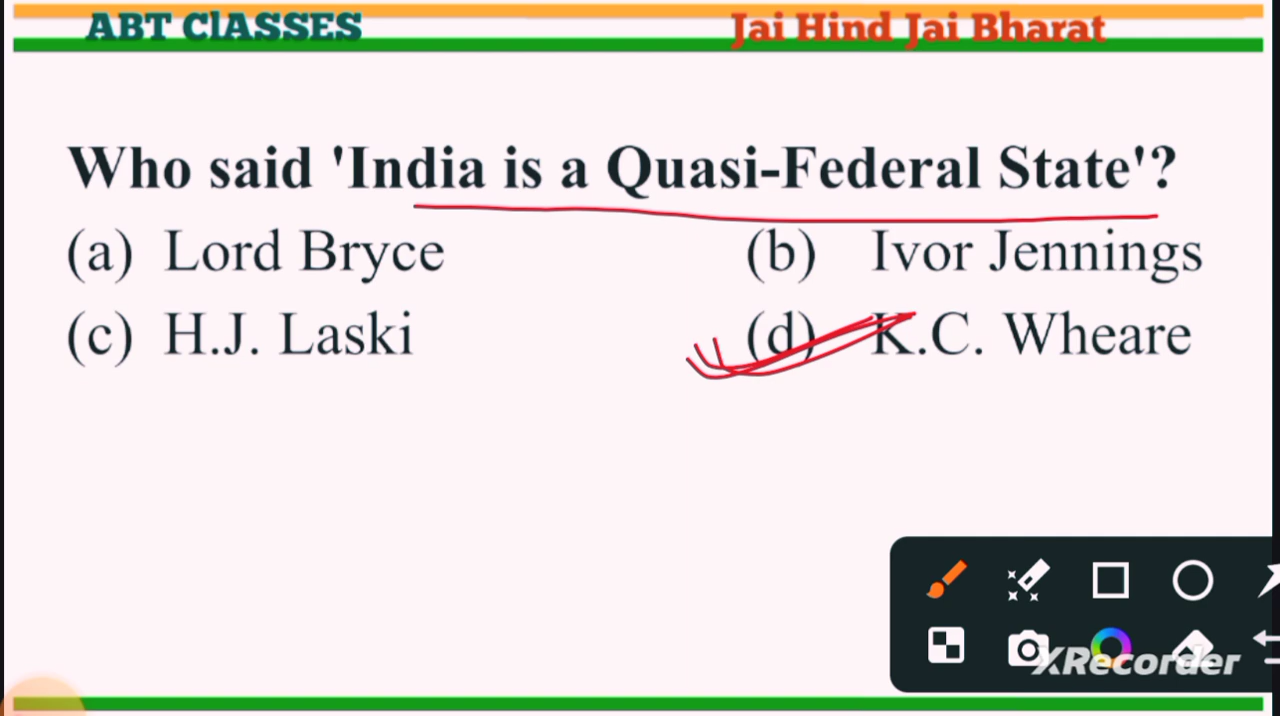 ABT ClASSES Jai Hind Jai Bharat
Who said 'India is a Quasi-Federal State'?
(a) Lord Bryce (b) Ivor Jennings
(c) H.J. Laski (d) K.C. Wheare
XRecorder